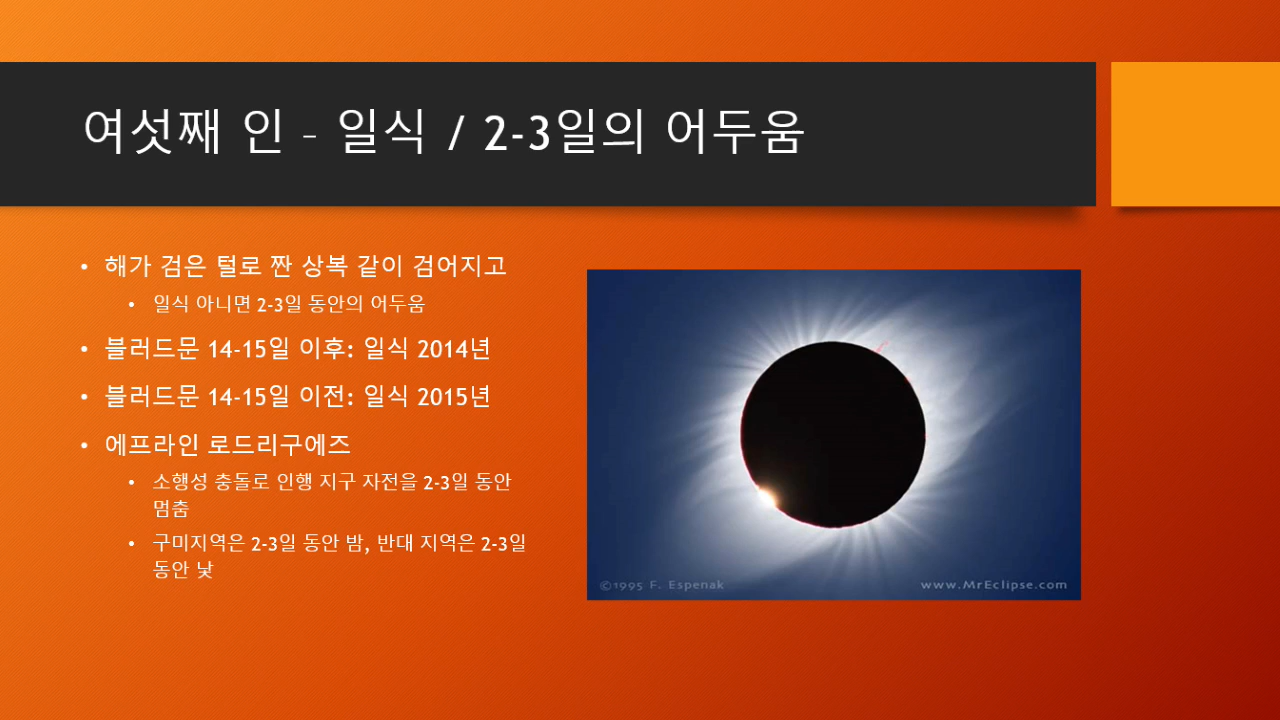 여섯째 인 - 일식 / 2-3일의 어두움
• 해가 검은 털로 짠 상복 같이 검어지고
• 일식 아니면 2-3일 동안의 어두움
• 블러드문 14-15일 이후: 일식 2014년
• 블러드문 14-15일 이전: 일식 2015년
• 에프라인 로드리구에즈
• 소행성 충돌로 인행 지구 자전을 2-3일 동안
멈춤
• 구미지역은 2-3일 동안 밤, 반대 지역은 2-3일
동안 낮
©1995 F. Espenak
www.MrEclipse.com